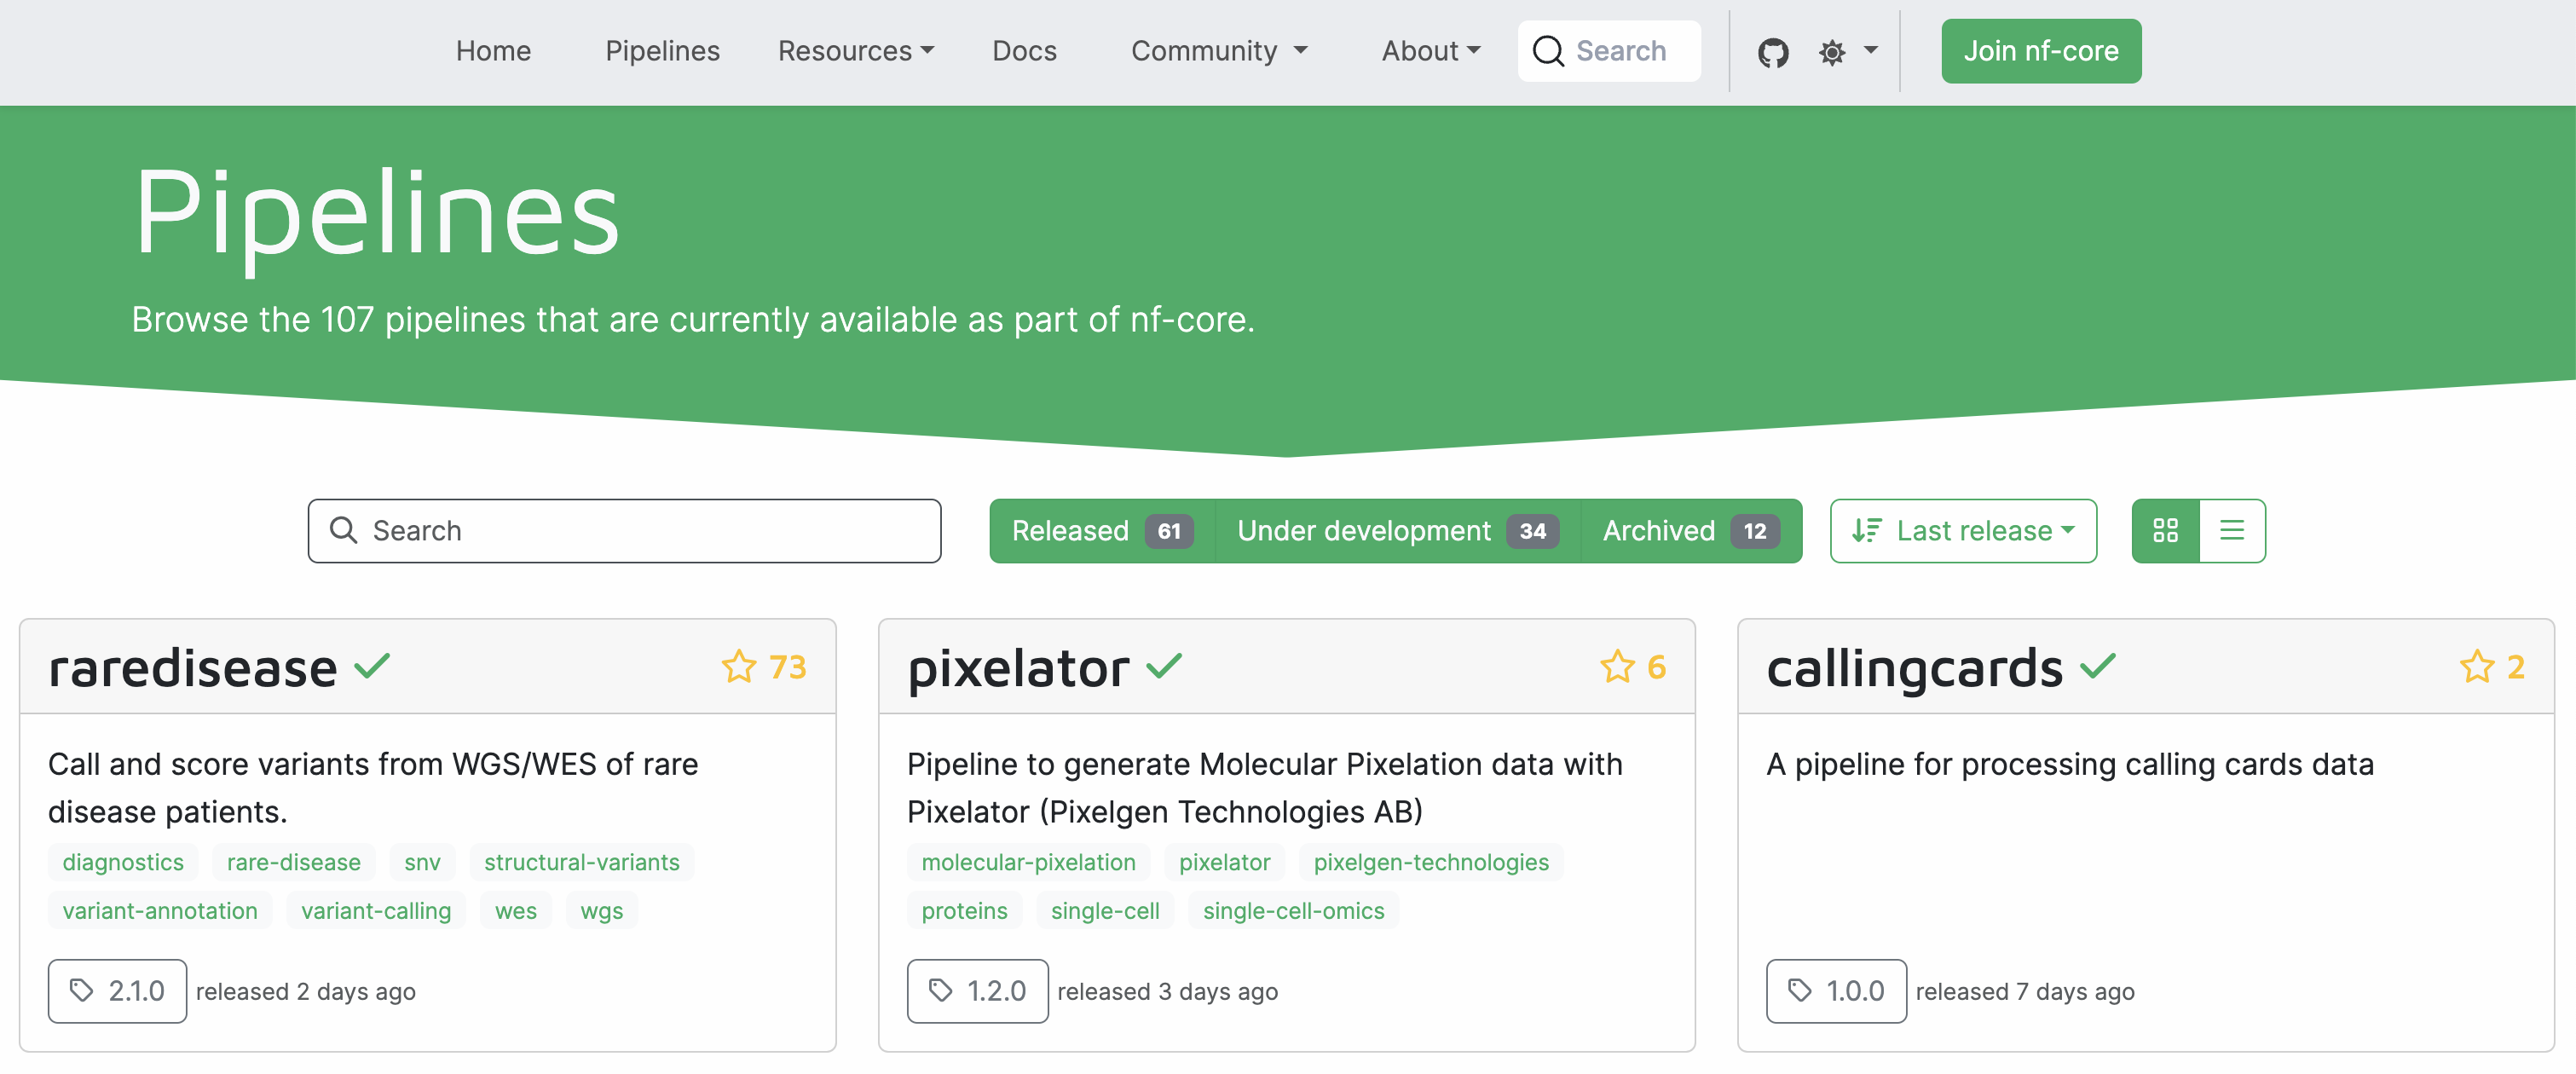 Home Pipelines Resources Docs Community About Search Join nf-core
Pipelines
Browse the 107 pipelines that are currently available as part of nf-core.
Search Released 61 Under development 34 Archived 12 Last release
raredisease 73
Call and score variants from WGS/WES of rare
disease patients.
diagnostics rare-disease snv structural-variants
variant-annotation variant-calling wes wgs
2.1.0 released 2 days ago
pixelator 6
Pipeline to generate Molecular Pixelation data with
Pixelator (Pixelgen Technologies AB)
molecular-pixelation pixelator pixelgen-technologies
proteins single-cell single-cell-omics
1.2.0 released 3 days ago
callingcards 2
A pipeline for processing calling cards data
1.0.0 released 7 days ago